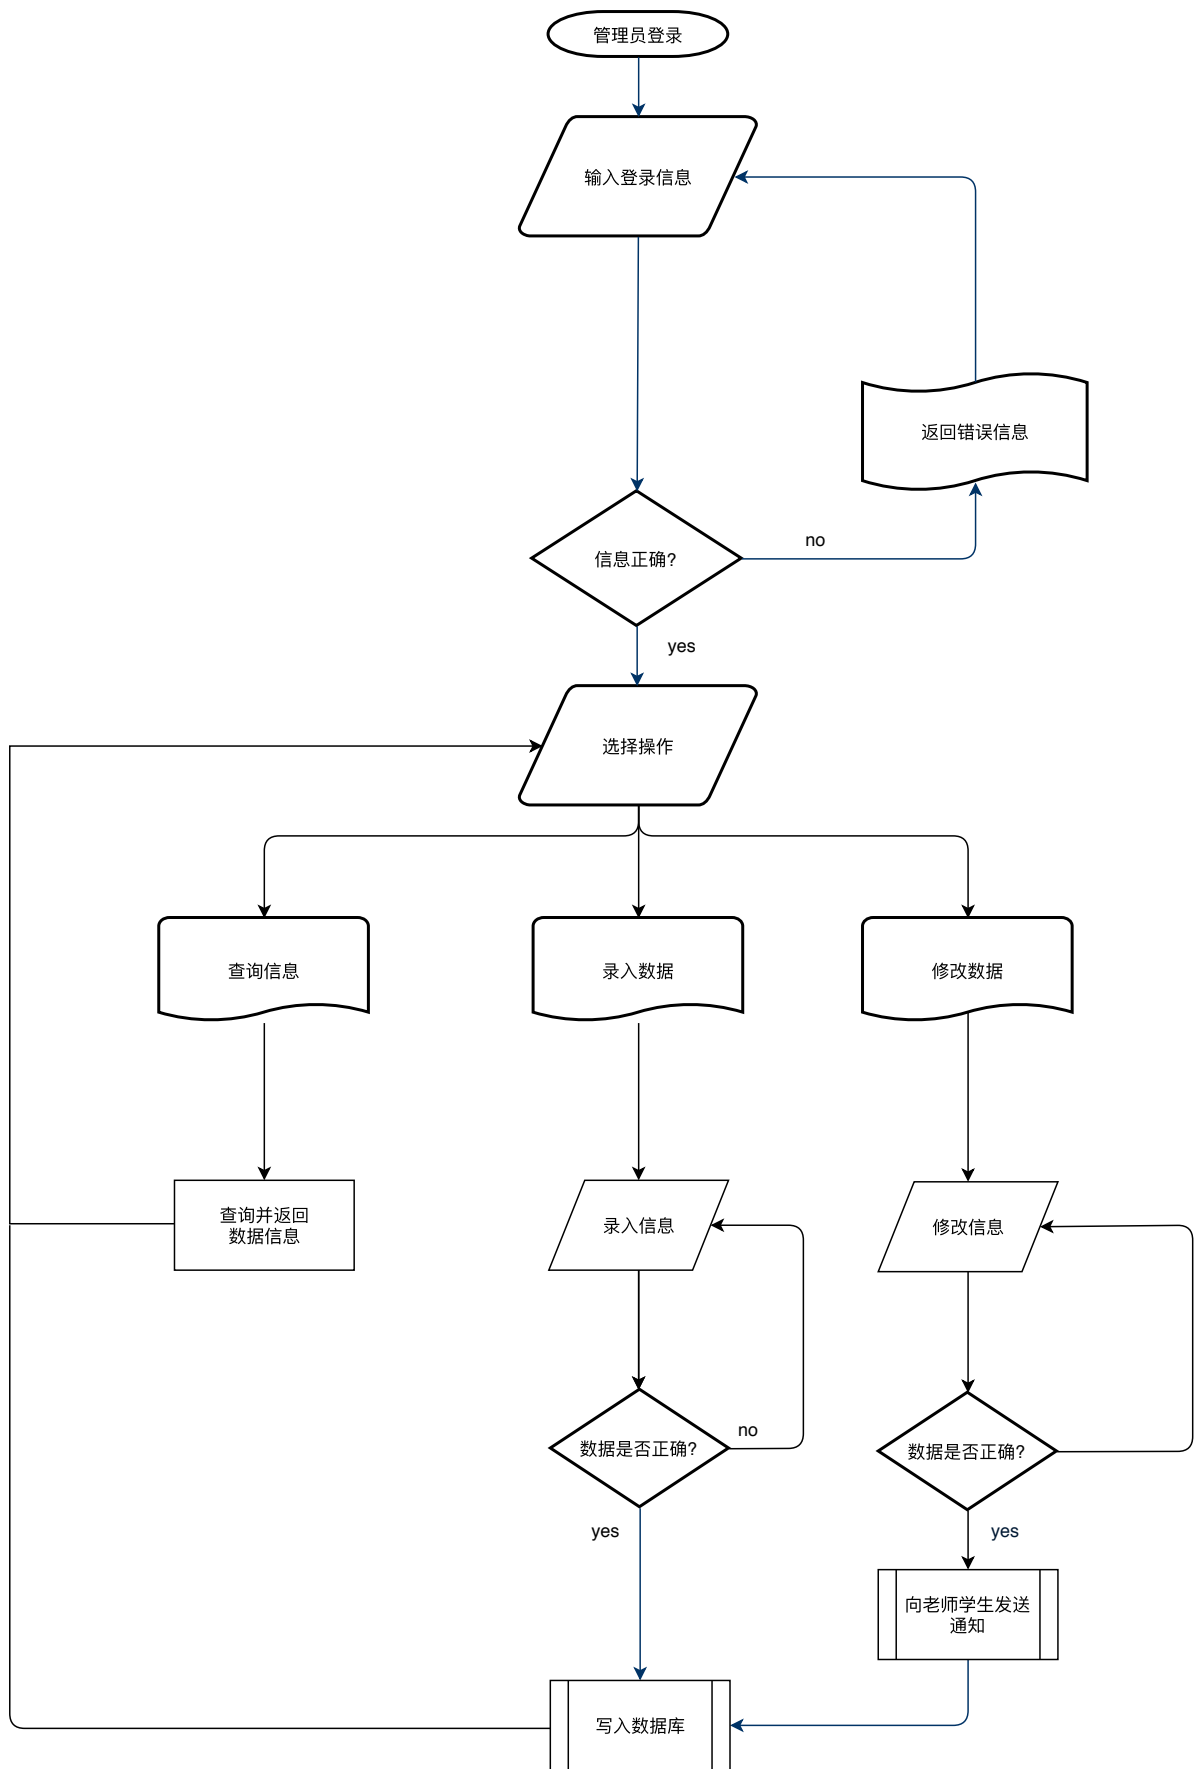 管理员登录
输入登录信息
返回错误信息
no
信息正确?
yes
选择操作
查询信息
录入数据
修改数据
查询并返回
数据信息
录入信息
修改信息
no
数据是否正确?
数据是否正确?
yes
yes
向老师学生发送
通知
写入数据库